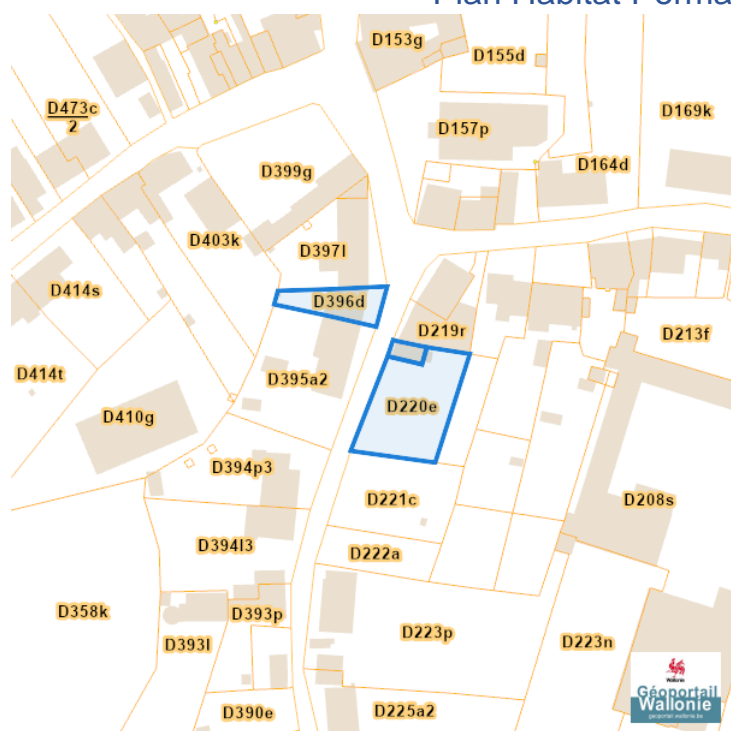 Plan Habitat Perma
D153g
D155d
D473c
2
D169k
D157p
D399g
D164d
D403k
D397l
D414s
D396d
D219r
D213f
D414t
D395a2
D220e
D410g
D394p3
D221c
D208s
D394l3
D222a
D358k
D393p
D223p
D393l
D223n
D390e
D225a2
Wallonie
Géoportail
Wallonie
geoportail.wallonie.be